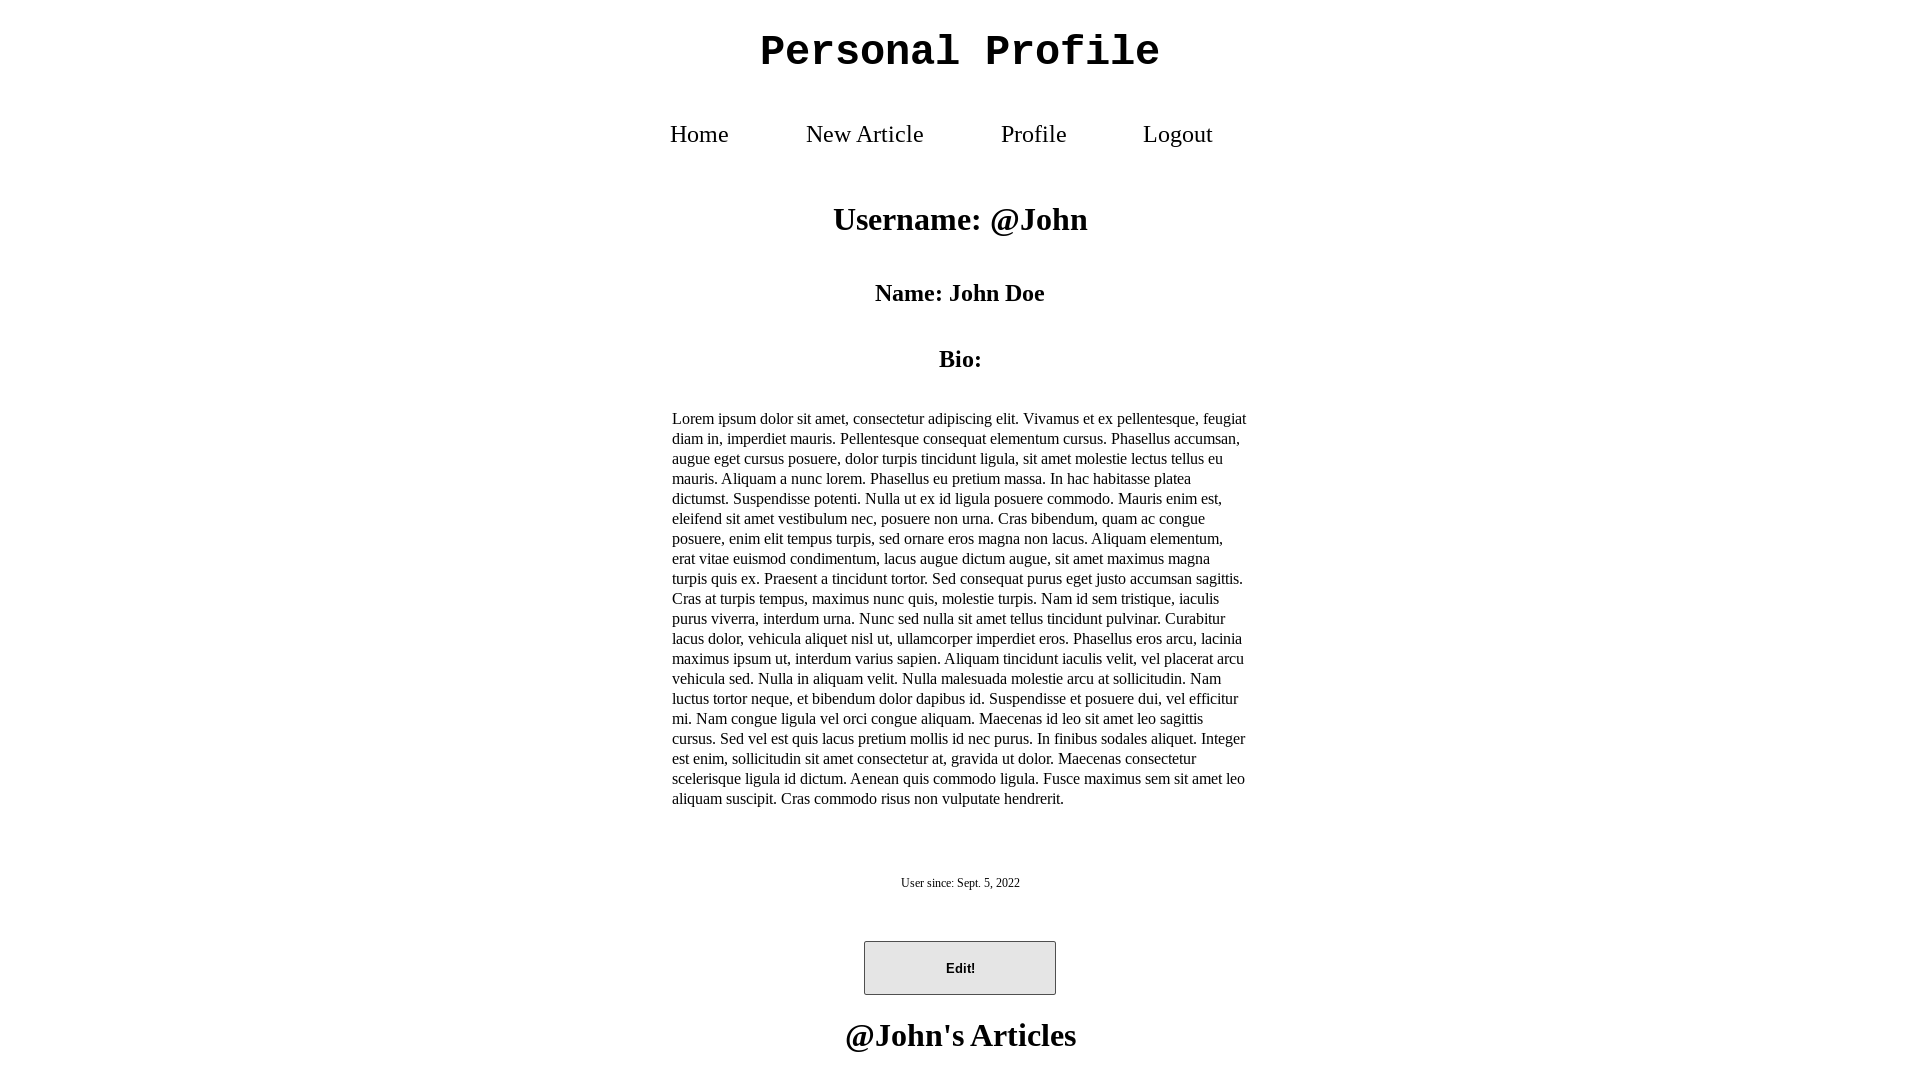 Personal Profile
Home New Article Profile Logout
Username: @John
Name: John Doe
Bio:
Lorem ipsum dolor sit amet, consectetur adipiscing elit. Vivamus et ex pellentesque, feugiat
diam in, imperdiet mauris. Pellentesque consequat elementum cursus. Phasellus accumsan,
augue eget cursus posuere, dolor turpis tincidunt ligula, sit amet molestie lectus tellus eu
mauris. Aliquam a nunc lorem. Phasellus eu pretium massa. In hac habitasse platea
dictumst. Suspendisse potenti. Nulla ut ex id ligula posuere commodo. Mauris enim est,
eleifend sit amet vestibulum nec, posuere non urna. Cras bibendum, quam ac congue
posuere, enim elit tempus turpis, sed ornare eros magna non lacus. Aliquam elementum,
erat vitae euismod condimentum, lacus augue dictum augue, sit amet maximus magna
turpis quis ex. Praesent a tincidunt tortor. Sed consequat purus eget justo accumsan sagittis.
Cras at turpis tempus, maximus nunc quis, molestie turpis. Nam id sem tristique, iaculis
purus viverra, interdum urna. Nunc sed nulla sit amet tellus tincidunt pulvinar. Curabitur
lacus dolor, vehicula aliquet nisl ut, ullamcorper imperdiet eros. Phasellus eros arcu, lacinia
maximus ipsum ut, interdum varius sapien. Aliquam tincidunt iaculis velit, vel placerat arcu
vehicula sed. Nulla in aliquam velit. Nulla malesuada molestie arcu at sollicitudin. Nam
luctus tortor neque, et bibendum dolor dapibus id. Suspendisse et posuere dui, vel efficitur
mi. Nam congue ligula vel orci congue aliquam. Maecenas id leo sit amet leo sagittis
cursus. Sed vel est quis lacus pretium mollis id nec purus. In finibus sodales aliquet. Integer
est enim, sollicitudin sit amet consectetur at, gravida ut dolor. Maecenas consectetur
scelerisque ligula id dictum. Aenean quis commodo ligula. Fusce maximus sem sit amet leo
aliquam suscipit. Cras commodo risus non vulputate hendrerit.
User since: Sept. 5, 2022
Edit!
@John's Articles